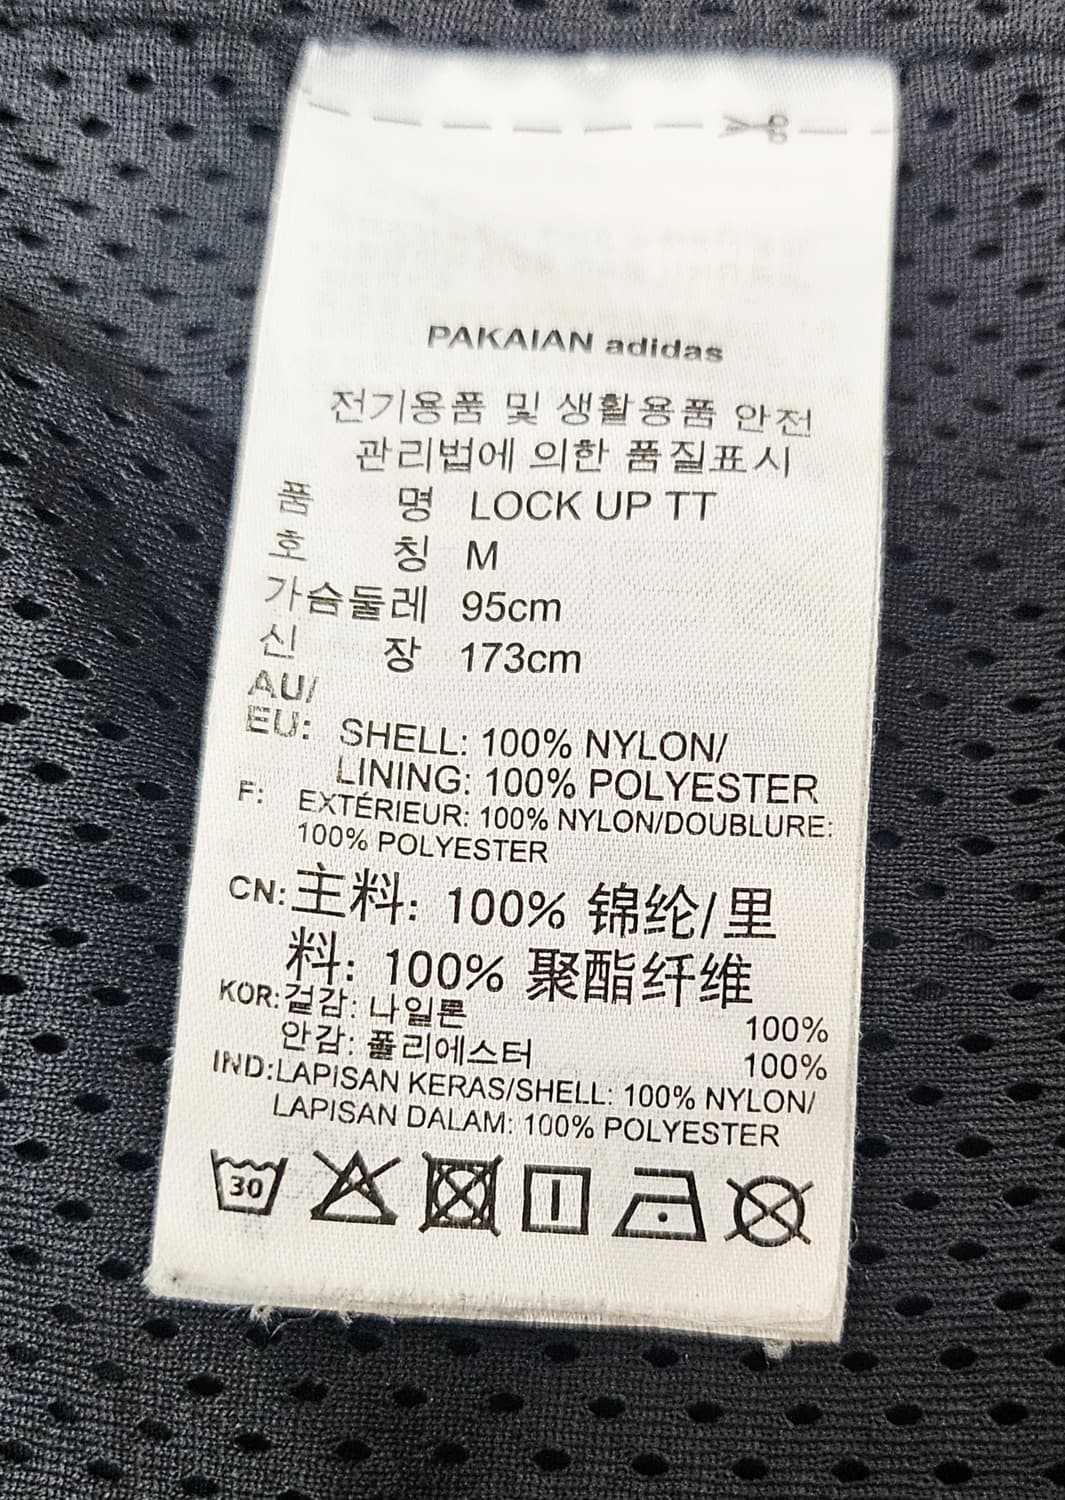 PAKAIAN adidas
전기용품 및 생활용품 안전
관리법에 의한 품질표시
품 명 LOCK UP TT
호 칭 M
가슴둘레 95cm
신 장 173cm
AU/
EU: SHELL: 100% NYLON/
LINING: 100% POLYESTER
F: EXTÉRIEUR: 100% NYLON/DOUBLURE:
100% POLYESTER
CN: 主料: 100% 锦纶/里
料: 100% 聚酯纤维
KOR: 겉감: 나일론 100%
안감: 폴리에스터 100%
IND: LAPISAN KERAS/SHELL: 100% NYLON/
LAPISAN DALAM: 100% POLYESTER
30